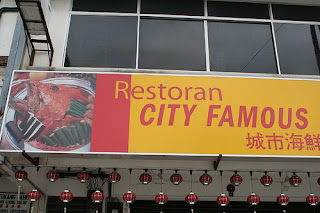 Restoran
CITY FAMOUS
城市海鮮